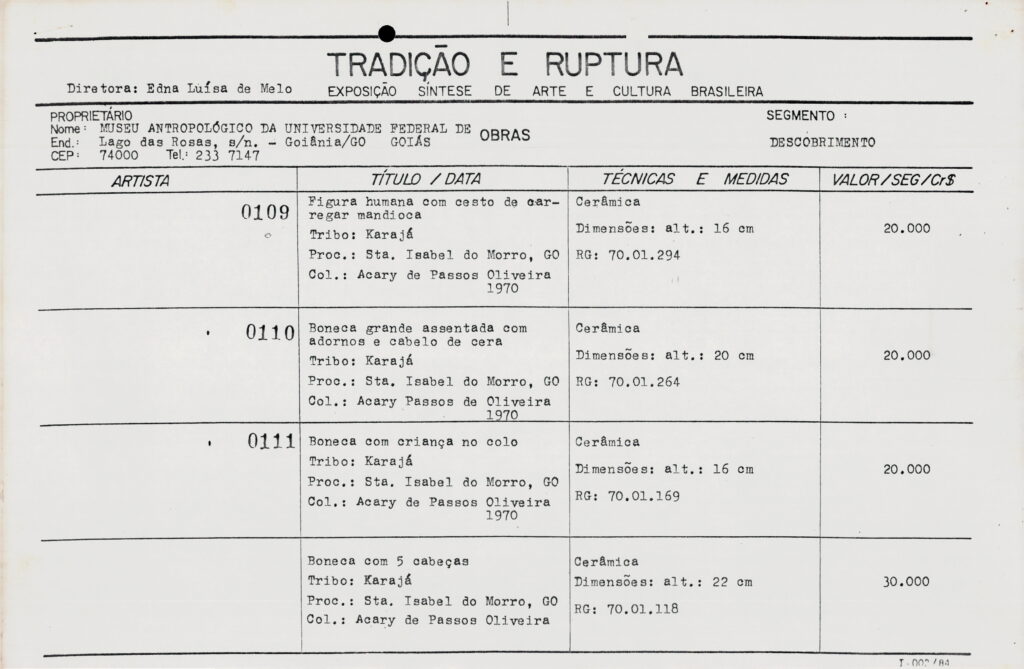 TRADIÇÃO E RUPTURA
Diretora: Edna Luísa de Melo
EXPOSIÇÃO SÍNTESE DE ARTE E CULTURA BRASILEIRA
PROPRIETÁRIO
Nome: MUSEU ANTROPOLÓGICO DA UNIVERSIDADE FEDERAL DE
End.: Lago das Rosas, s/n. - Goiânia/GO GOIÁS
CEP: 74000 Tel.: 233 7147
OBRAS
SEGMENTO :
DESCOBRIMENTO
ARTISTA TÍTULO / DATA TÉCNICAS E MEDIDAS VALOR/SEG/Cr$
0109
Figura humana com cesto de car-
regar mandioca
Tribo: Karajá
Proc.: Sta. Isabel do Morro, GO
Col.: Acary de Passos Oliveira
1970
Cerâmica
Dimensões: alt.: 16 cm
RG: 70.01.294
20.000
0110
Boneca grande assentada com
adornos e cabelo de cera
Tribo: Karajá
Proc.: Sta. Isabel do Morro, GO
Col.: Acary Passos de Oliveira
1970
Cerâmica
Dimensões: alt.: 20 cm
RG: 70.01.264
20.000
0111
Boneca com criança no colo
Tribo: Karajá
Proc.: Sta. Isabel do Morro, GO
Col.: Acary de Passos Oliveira
1970
Cerâmica
Dimensões: alt.: 16 cm
RG: 70.01.169
20.000
Boneca com 5 cabeças
Tribo: Karajá
Proc.: Sta. Isabel do Morro, GO
Col.: Acary de Passos Oliveira
Cerâmica
Dimensões: alt.: 22 cm
RG: 70.01.118
30.000